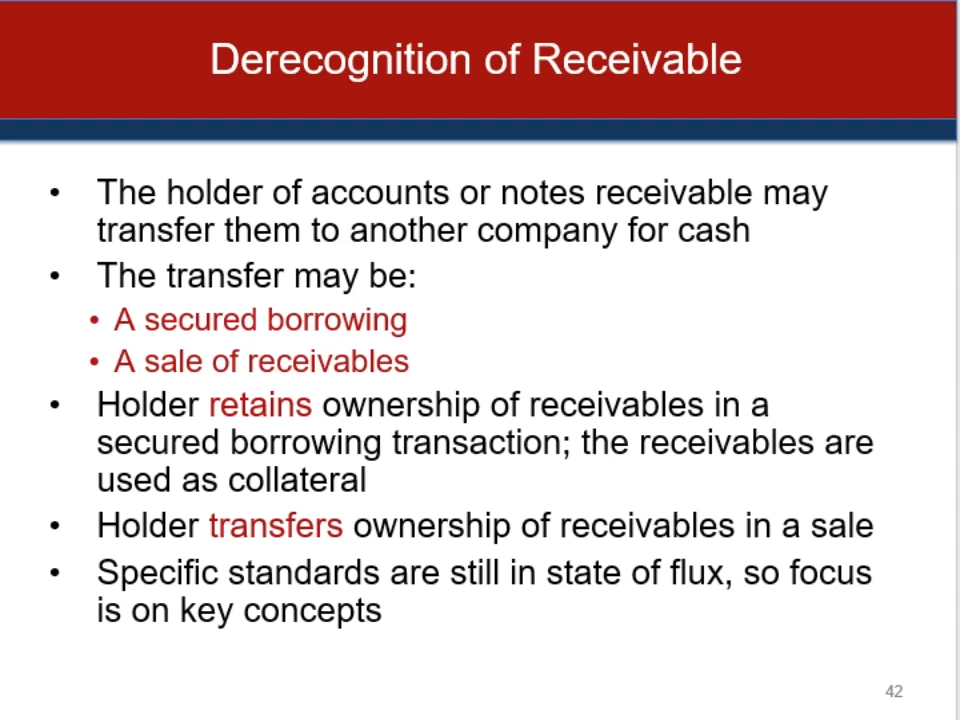 Derecognition of Receivable
• The holder of accounts or notes receivable may
transfer them to another company for cash
• The transfer may be:
• A secured borrowing
• A sale of receivables
• Holder retains ownership of receivables in a
secured borrowing transaction; the receivables are
used as collateral
• Holder transfers ownership of receivables in a sale
• Specific standards are still in state of flux, so focus
is on key concepts
42